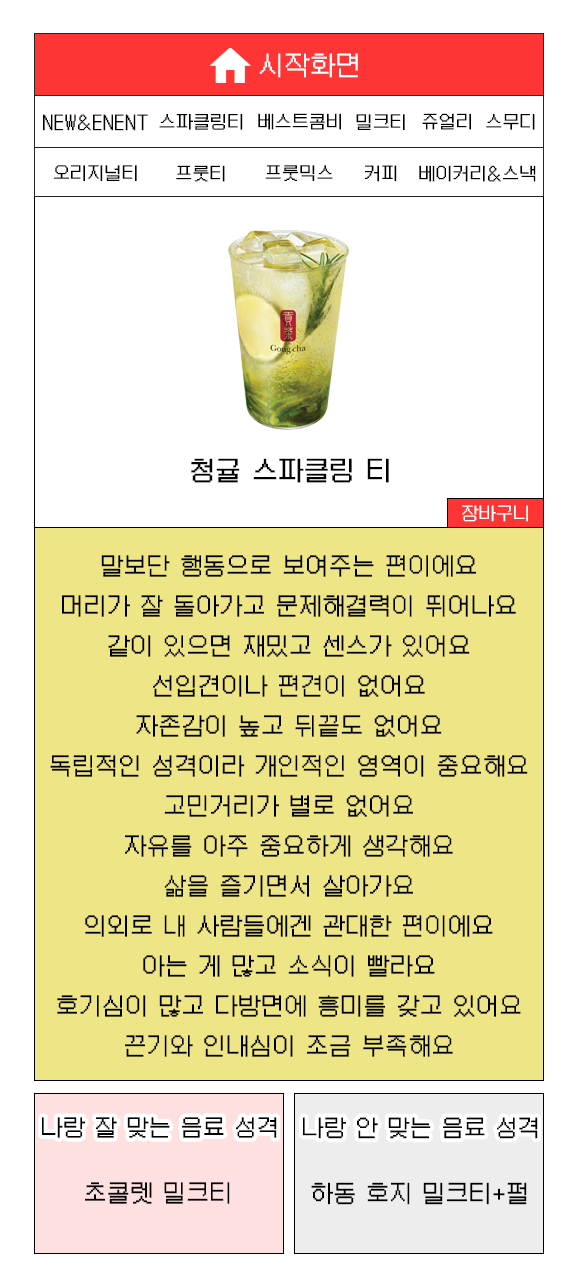 시작화면
NEW&ENENT 스파클링티 베스트콤비 밀크티 쥬얼리 스무디
오리지널티 프룻티 프룻믹스 커피 베이커리&스낵
貢茶
Gong cha
청귤 스파클링 티
장바구니
말보단 행동으로 보여주는 편이에요
머리가 잘 돌아가고 문제해결력이 뛰어나요
같이 있으면 재밌고 센스가 있어요
선입견이나 편견이 없어요
자존감이 높고 뒤끝도 없어요
독립적인 성격이라 개인적인 영역이 중요해요
고민거리가 별로 없어요
자유를 아주 중요하게 생각해요
삶을 즐기면서 살아가요
의외로 내 사람들에겐 관대한 편이에요
아는 게 많고 소식이 빨라요
호기심이 많고 다방면에 흥미를 갖고 있어요
끈기와 인내심이 조금 부족해요
나랑 잘 맞는 음료 성격
초콜렛 밀크티
나랑 안 맞는 음료 성격
하동 호지 밀크티+펄